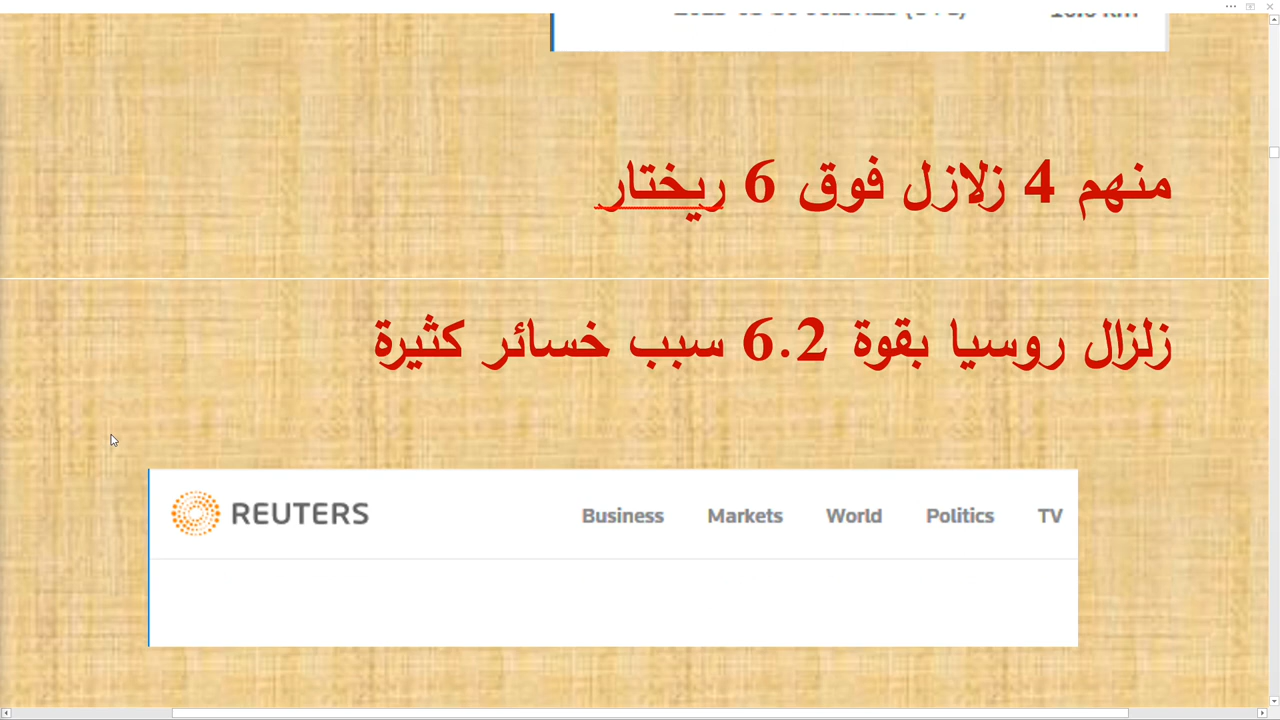 منهم 4 زلازل فوق 6 ريختار
زلزال روسيا بقوة 6.2 سبب خسائر كثيرة
REUTERS Business Markets World Politics TV